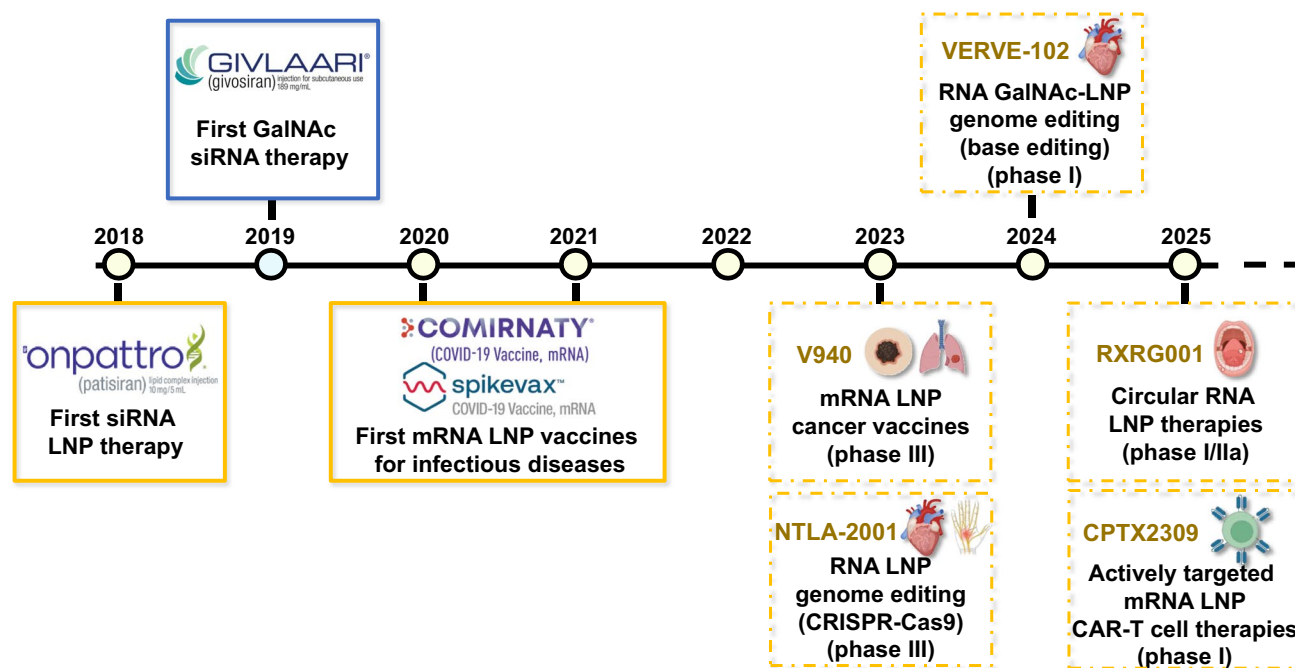 GIVLAARI®
(givosiran) injection for subcutaneous use
189 mg/mL
First GalNAc
siRNA therapy
VERVE-102
RNA GalNAc-LNP
genome editing
(base editing)
(phase I)
2018 2019 2020 2021 2022 2023 2024 2025
onpattro®
(patisiran) lipid complex injection
10 mg/5 mL
First siRNA
LNP therapy
COMIRNATY®
(COVID-19 Vaccine, mRNA)
spikevax™
COVID-19 Vaccine, mRNA
First mRNA LNP vaccines
for infectious diseases
V940
mRNA LNP
cancer vaccines
(phase III)
NTLA-2001
RNA LNP
genome editing
(CRISPR-Cas9)
(phase III)
RXRG001
Circular RNA
LNP therapies
(phase I/IIa)
CPTX2309
Actively targeted
mRNA LNP
CAR-T cell therapies
(phase I)